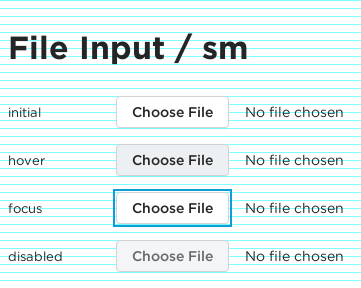 File Input / sm
initial Choose File No file chosen
hover Choose File No file chosen
focus Choose File No file chosen
disabled Choose File No file chosen